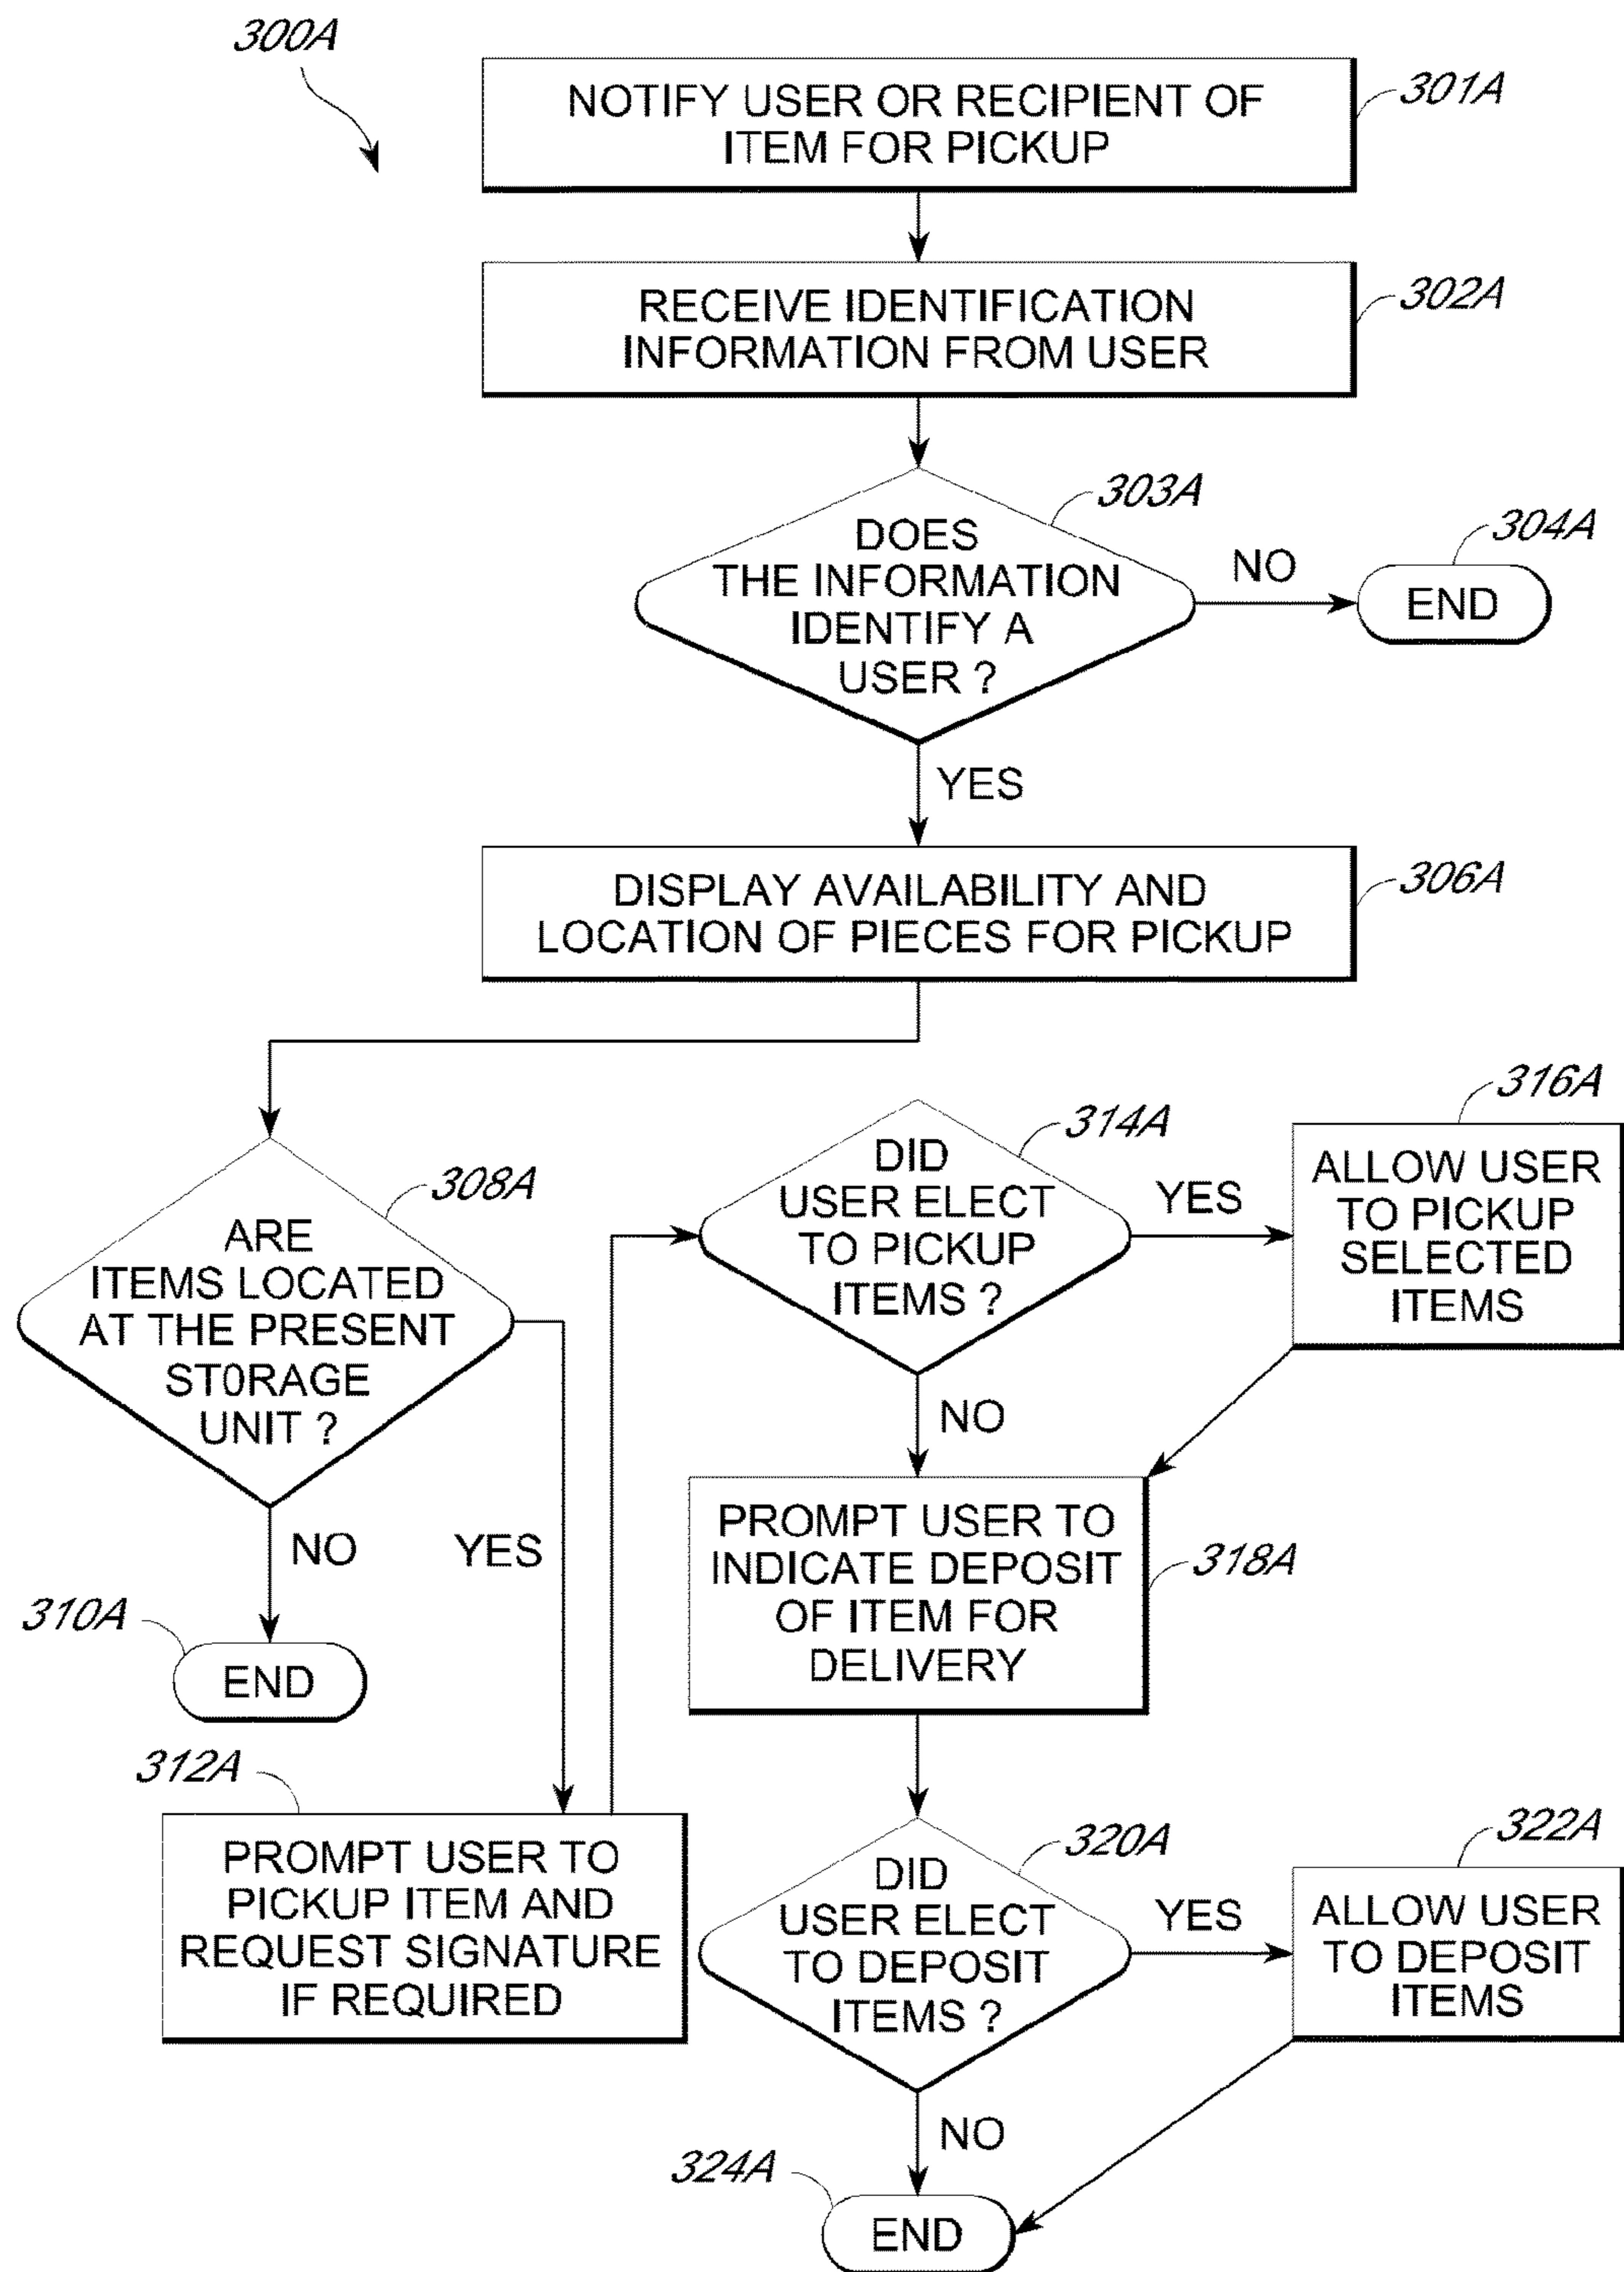 300A
NOTIFY USER OR RECIPIENT OF
ITEM FOR PICKUP
301A
RECEIVE IDENTIFICATION
INFORMATION FROM USER
302A
DOES
THE INFORMATION
IDENTIFY A
USER ?
303A
NO
END
304A
YES
DISPLAY AVAILABILITY AND
LOCATION OF PIECES FOR PICKUP
306A
ARE
ITEMS LOCATED
AT THE PRESENT
ST0RAGE
UNIT ?
308A
NO
END
310A
YES
PROMPT USER TO
PICKUP ITEM AND
REQUEST SIGNATURE
IF REQUIRED
312A
DID
USER ELECT
TO PICKUP
ITEMS ?
314A
YES
ALLOW USER
TO PICKUP
SELECTED
ITEMS
316A
NO
PROMPT USER TO
INDICATE DEPOSIT
OF ITEM FOR
DELIVERY
318A
DID
USER ELECT
TO DEPOSIT
ITEMS ?
320A
YES
ALLOW USER
TO DEPOSIT
ITEMS
322A
NO
END
324A